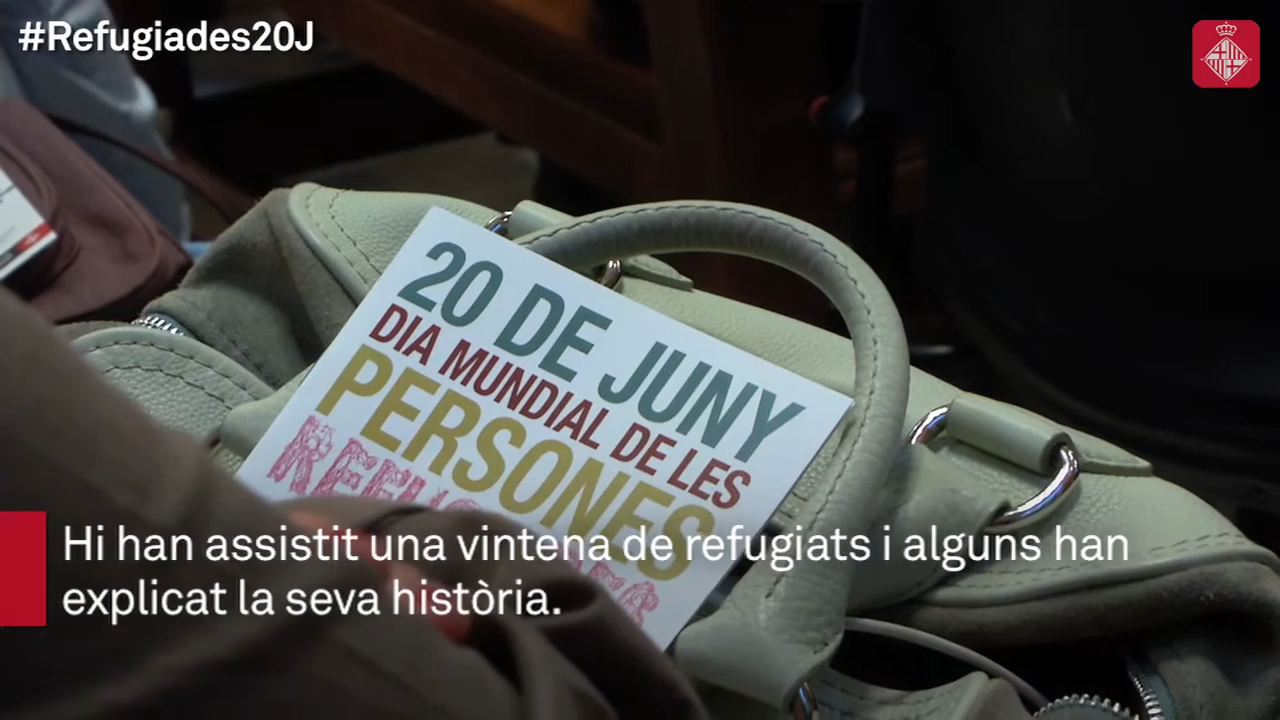 #Refugiades20J
20 DE JUNY
DIA MUNDIAL DE LES
PERSONES
Hi han assistit una vintena de refugiats i alguns han
explicat la seva història.